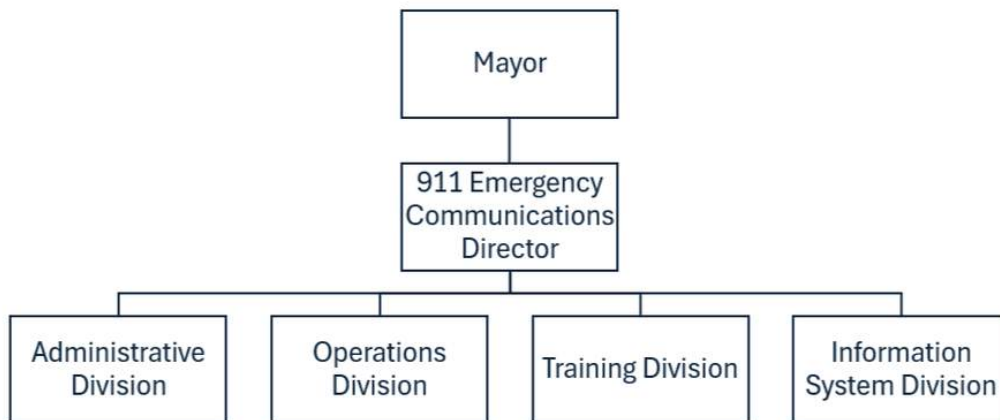 Mayor
911 Emergency
Communications
Director
Administrative
Division
Operations
Division
Training Division
Information
System Division